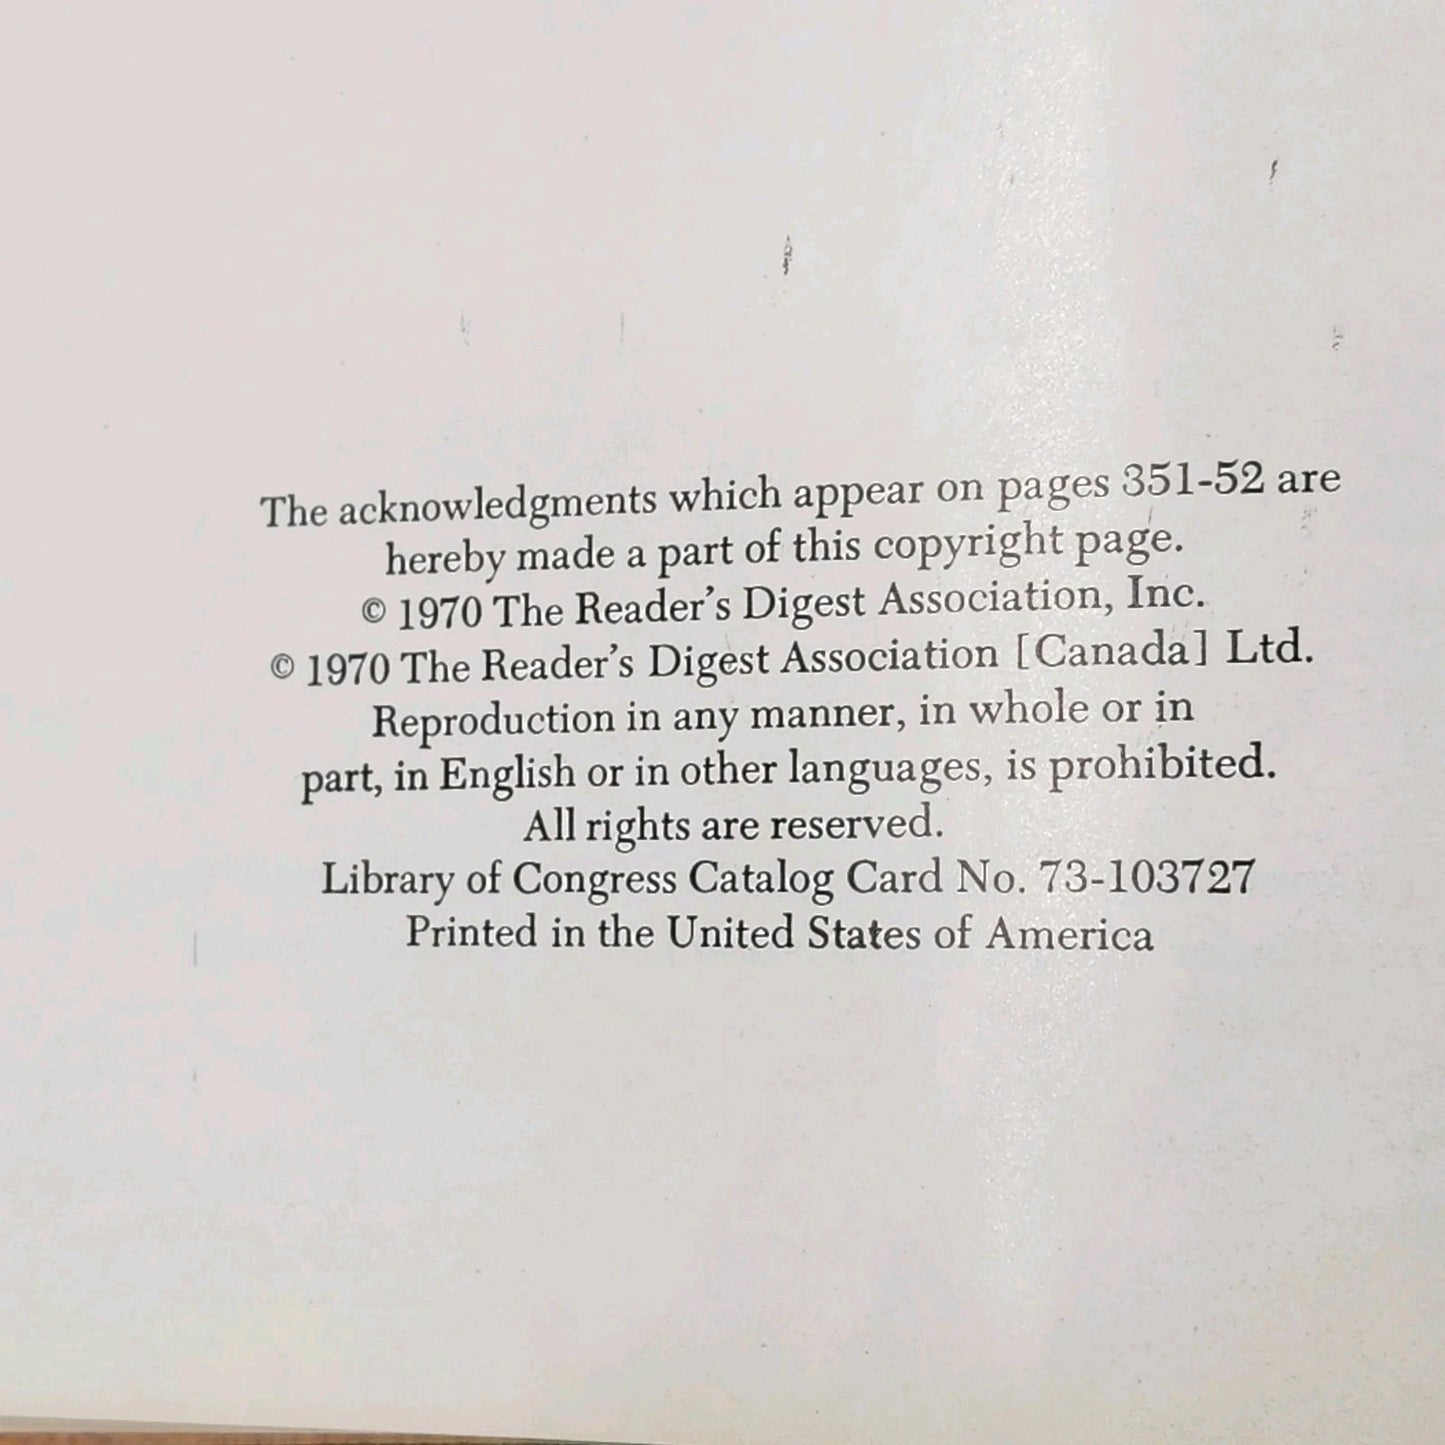 The acknowledgments which appear on pages 351-52 are
hereby made a part of this copyright page.
© 1970 The Reader's Digest Association, Inc.
© 1970 The Reader's Digest Association [Canada] Ltd.
Reproduction in any manner, in whole or in
part, in English or in other languages, is prohibited.
All rights are reserved.
Library of Congress Catalog Card No. 73-103727
Printed in the United States of America